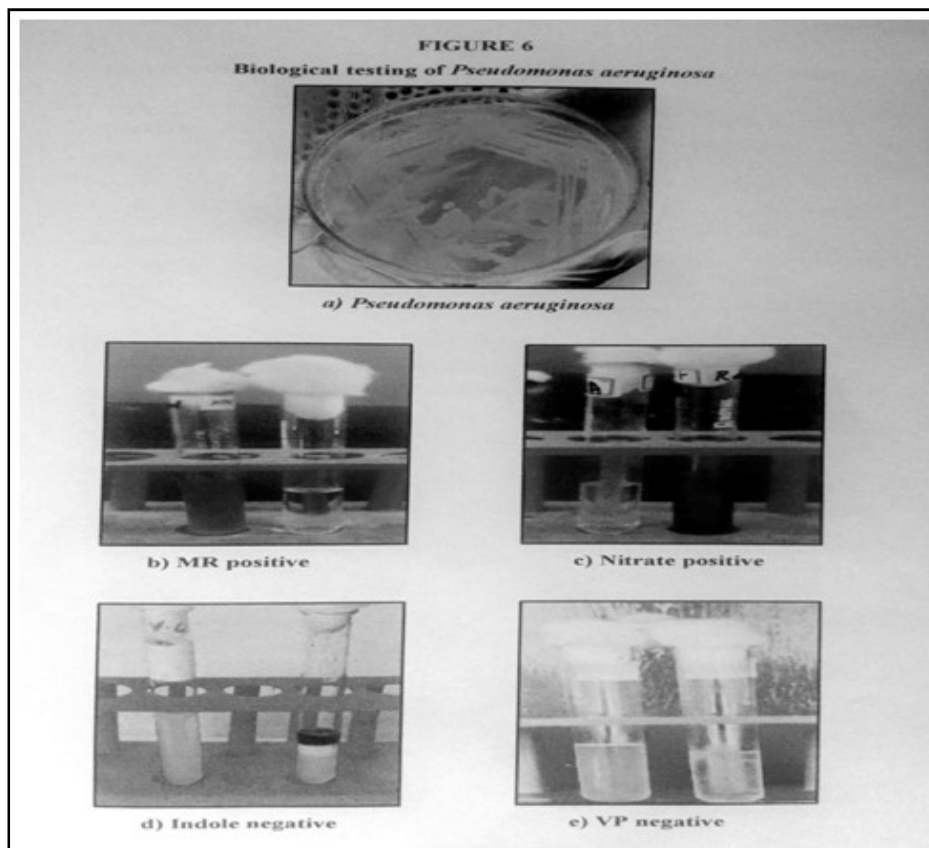 FIGURE 6
Biological testing of Pseudomonas aeruginosa
a) Pseudomonas aeruginosa
R
b) MR positive
c) Nitrate positive
d) Indole negative
e) VP negative